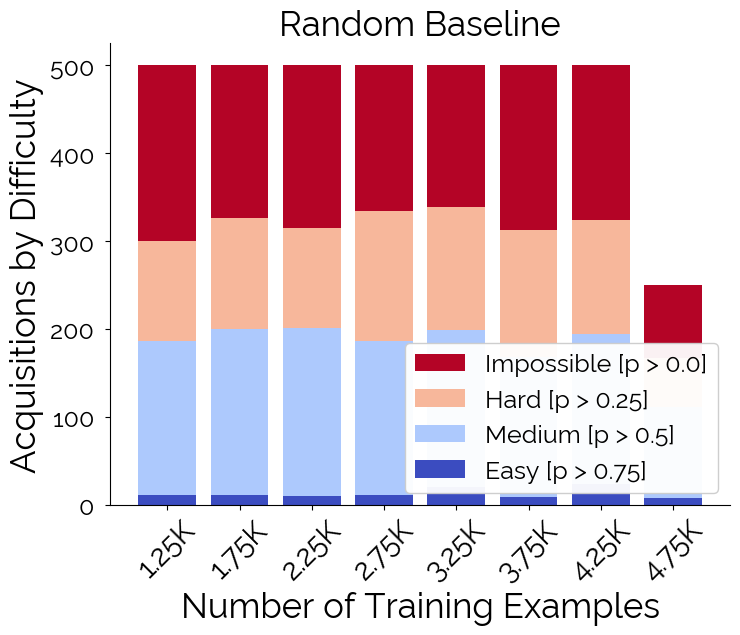 Random Baseline
Acquisitions by Difficulty
500
400
300
200
100
0
Impossible [p > 0.0]
Hard [p > 0.25]
Medium [p > 0.5]
Easy [p > 0.75]
1.25K
1.75K
2.25K
2.75K
3.25K
3.75K
4.25K
4.75K
Number of Training Examples